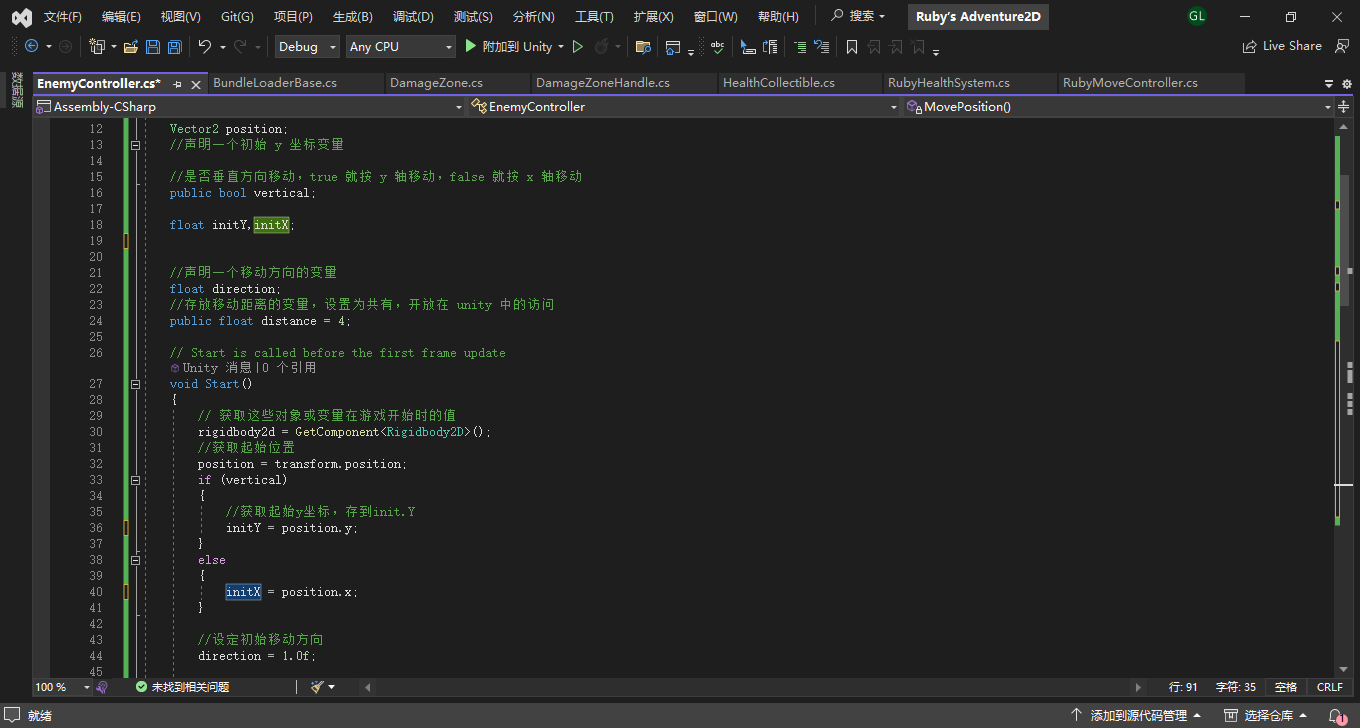 文件(F) 编辑(E) 视图(V) Git(G) 项目(P) 生成(B) 调试(D) 测试(S) 分析(N) 工具(T) 扩展(X) 窗口(W) 帮助(H) 搜索 Ruby's Adventure2D GL
Debug Any CPU 附加到 Unity Live Share
数据源
EnemyController.cs* BundleLoaderBase.cs DamageZone.cs DamageZoneHandle.cs HealthCollectible.cs RubyHealthSystem.cs RubyMoveController.cs
Assembly-CSharp EnemyController MovePosition()
12 Vector2 position;
13 //声明一个初始 y 坐标变量
14
15 //是否垂直方向移动，true 就按 y 轴移动，false 就按 x 轴移动
16 public bool vertical;
17
18 float initY,initX;
19
20
21 //声明一个移动方向的变量
22 float direction;
23 //存放移动距离的变量，设置为共有，开放在 unity 中的访问
24 public float distance = 4;
25
26 // Start is called before the first frame update
Unity 消息|0 个引用
27 void Start()
28 {
29 // 获取这些对象或变量在游戏开始时的值
30 rigidbody2d = GetComponent<Rigidbody2D>();
31 //获取起始位置
32 position = transform.position;
33 if (vertical)
34 {
35 //获取起始y坐标，存到init.Y
36 initY = position.y;
37 }
38 else
39 {
40 initX = position.x;
41 }
42
43 //设定初始移动方向
44 direction = 1.0f;
45
100 % 未找到相关问题 行: 91 字符: 35 空格 CRLF
就绪 添加到源代码管理 选择仓库 1